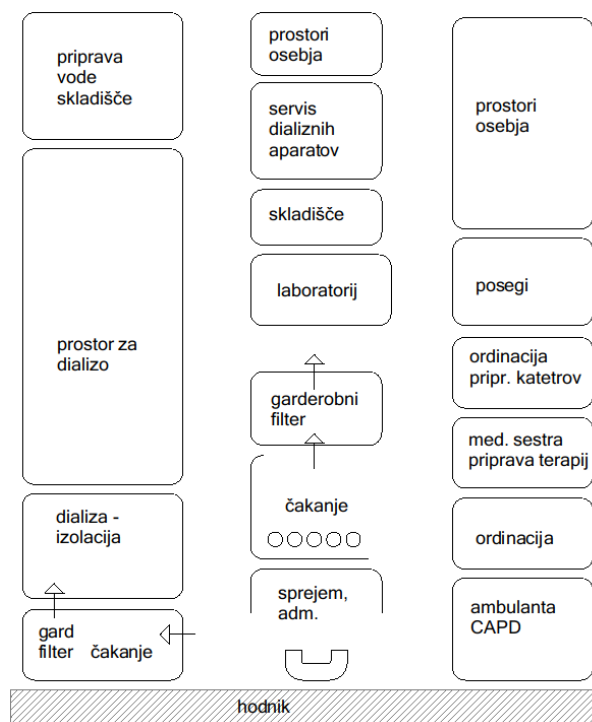 priprava
vode
skladišče
prostor za
dializo
dializa -
izolacija
gard
filter čakanje
prostori
osebja
servis
dializnih
aparatov
skladišče
laboratorij
garderobni
filter
čakanje
sprejem,
adm.
prostori
osebja
posegi
ordinacija
pripr. katetrov
med. sestra
priprava terapij
ordinacija
ambulanta
CAPD
hodnik